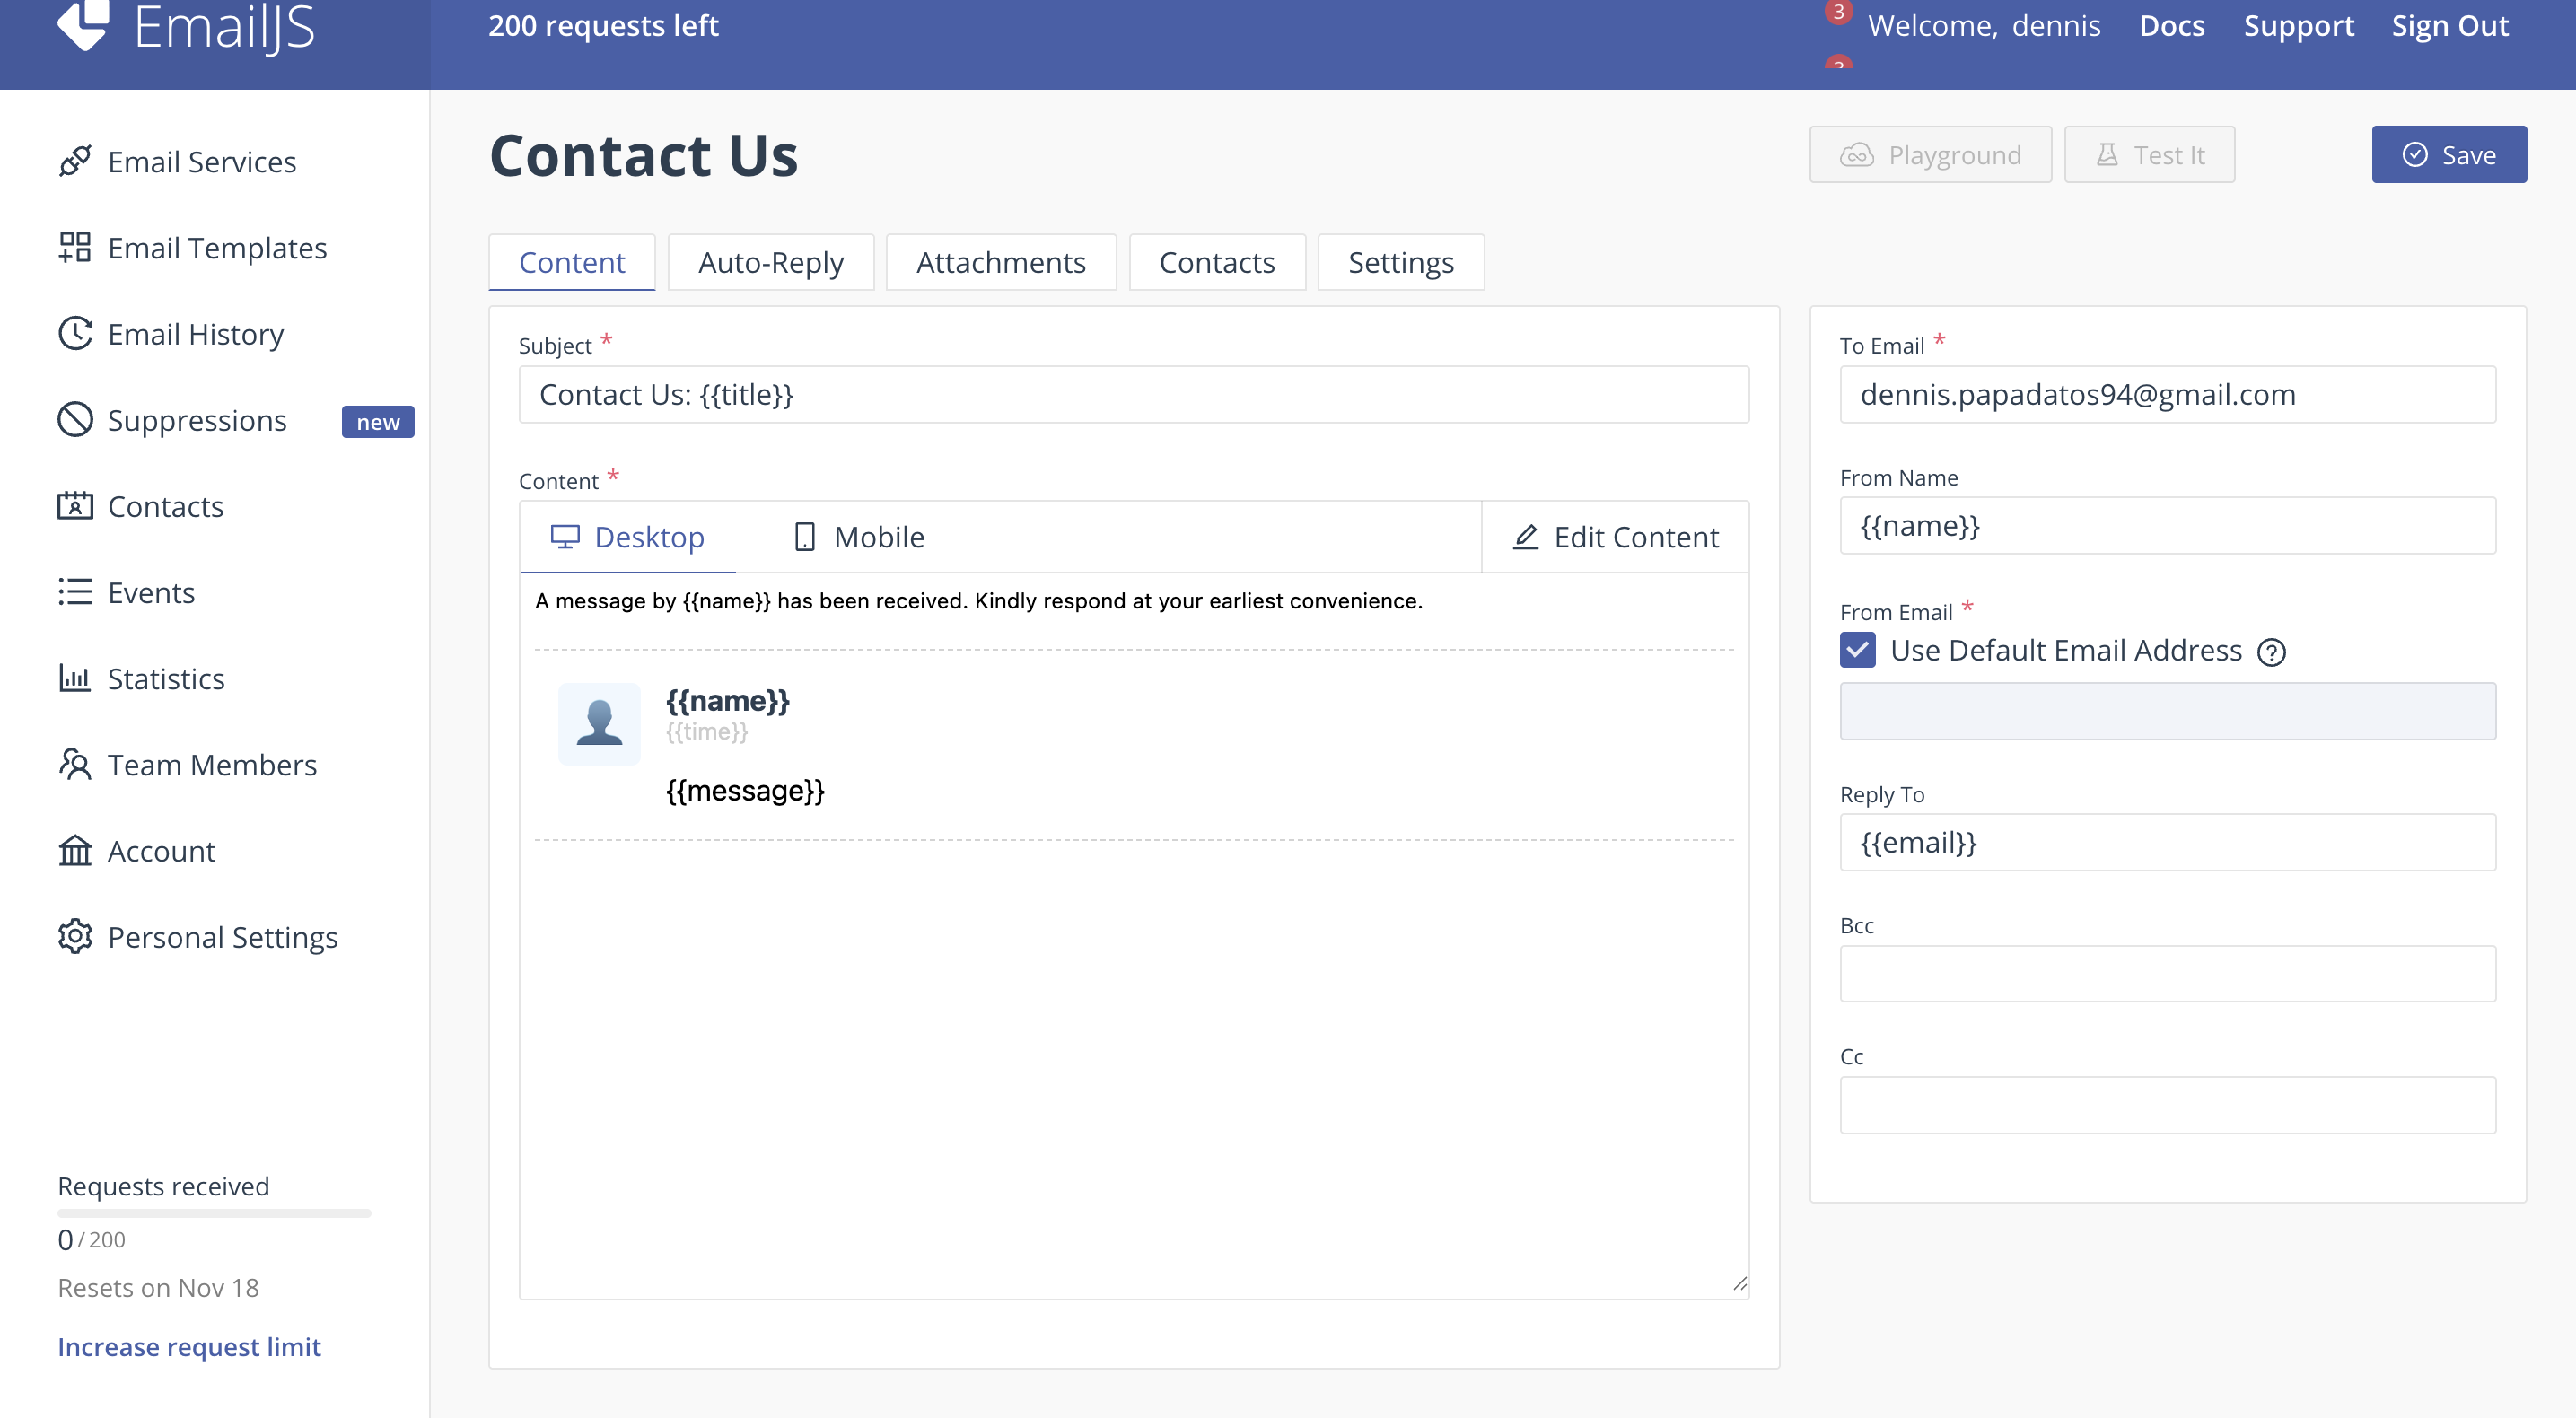 EmailJS
200 requests left
3
Welcome, dennis
Docs
Support
Sign Out
Email Services
Email Templates
Email History
Suppressions
new
Contacts
Events
Statistics
Team Members
Account
Personal Settings
Requests received
0 / 200
Resets on Nov 18
Increase request limit
Contact Us
Playground
Test It
Save
Content
Auto-Reply
Attachments
Contacts
Settings
Subject *
Contact Us: {{title}}
Content *
Desktop
Mobile
Edit Content
A message by {{name}} has been received. Kindly respond at your earliest convenience.
{{name}}
{{time}}
{{message}}
To Email *
dennis.papadatos94@gmail.com
From Name
{{name}}
From Email *
Use Default Email Address ?
Reply To
{{email}}
Bcc
Cc